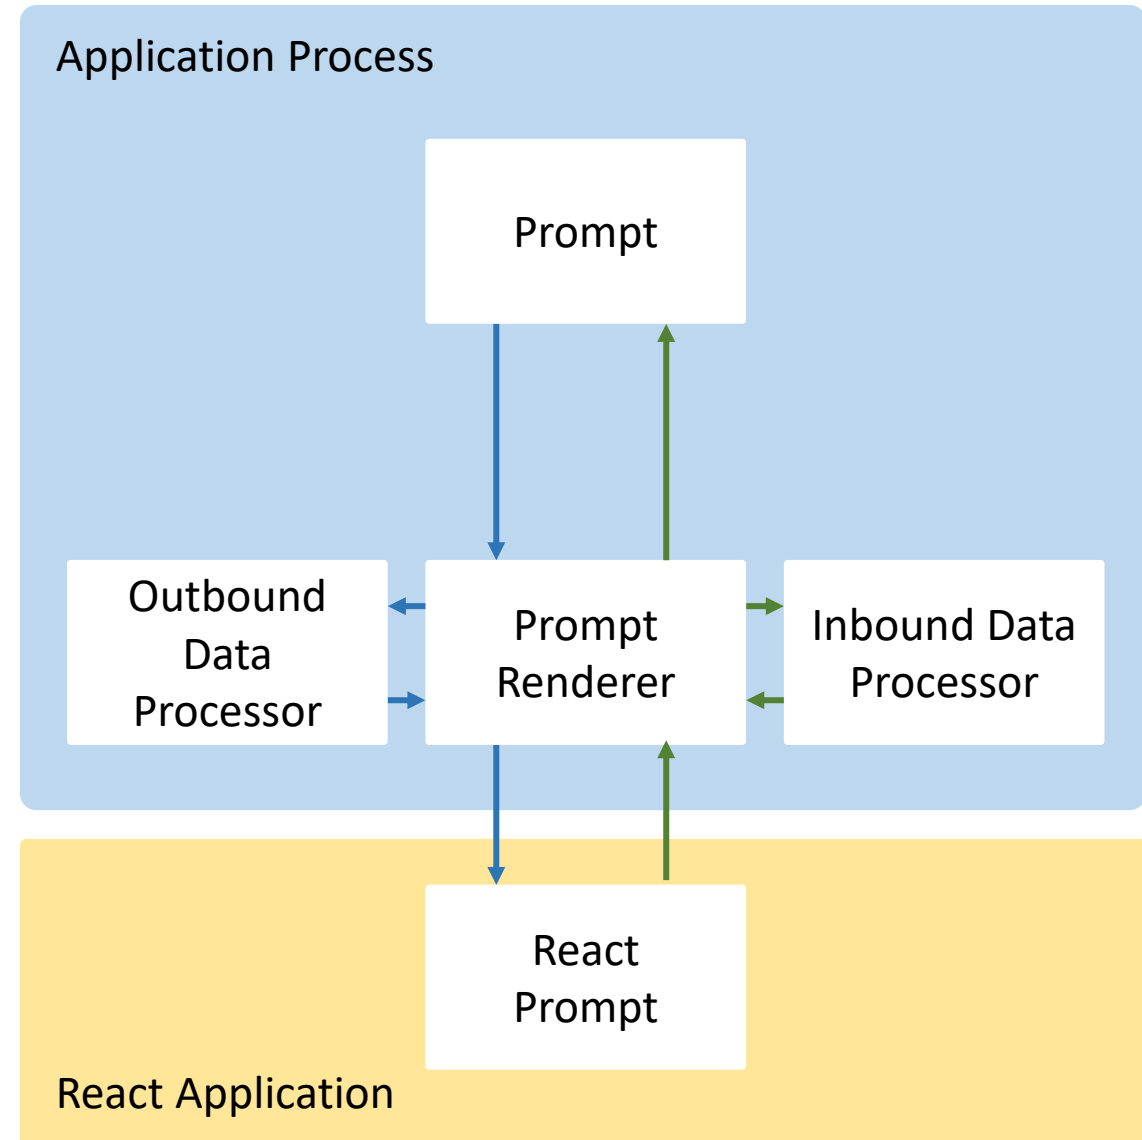 Application Process
Prompt
Outbound
Data
Processor
Prompt
Renderer
Inbound Data
Processor
React
Prompt
React Application